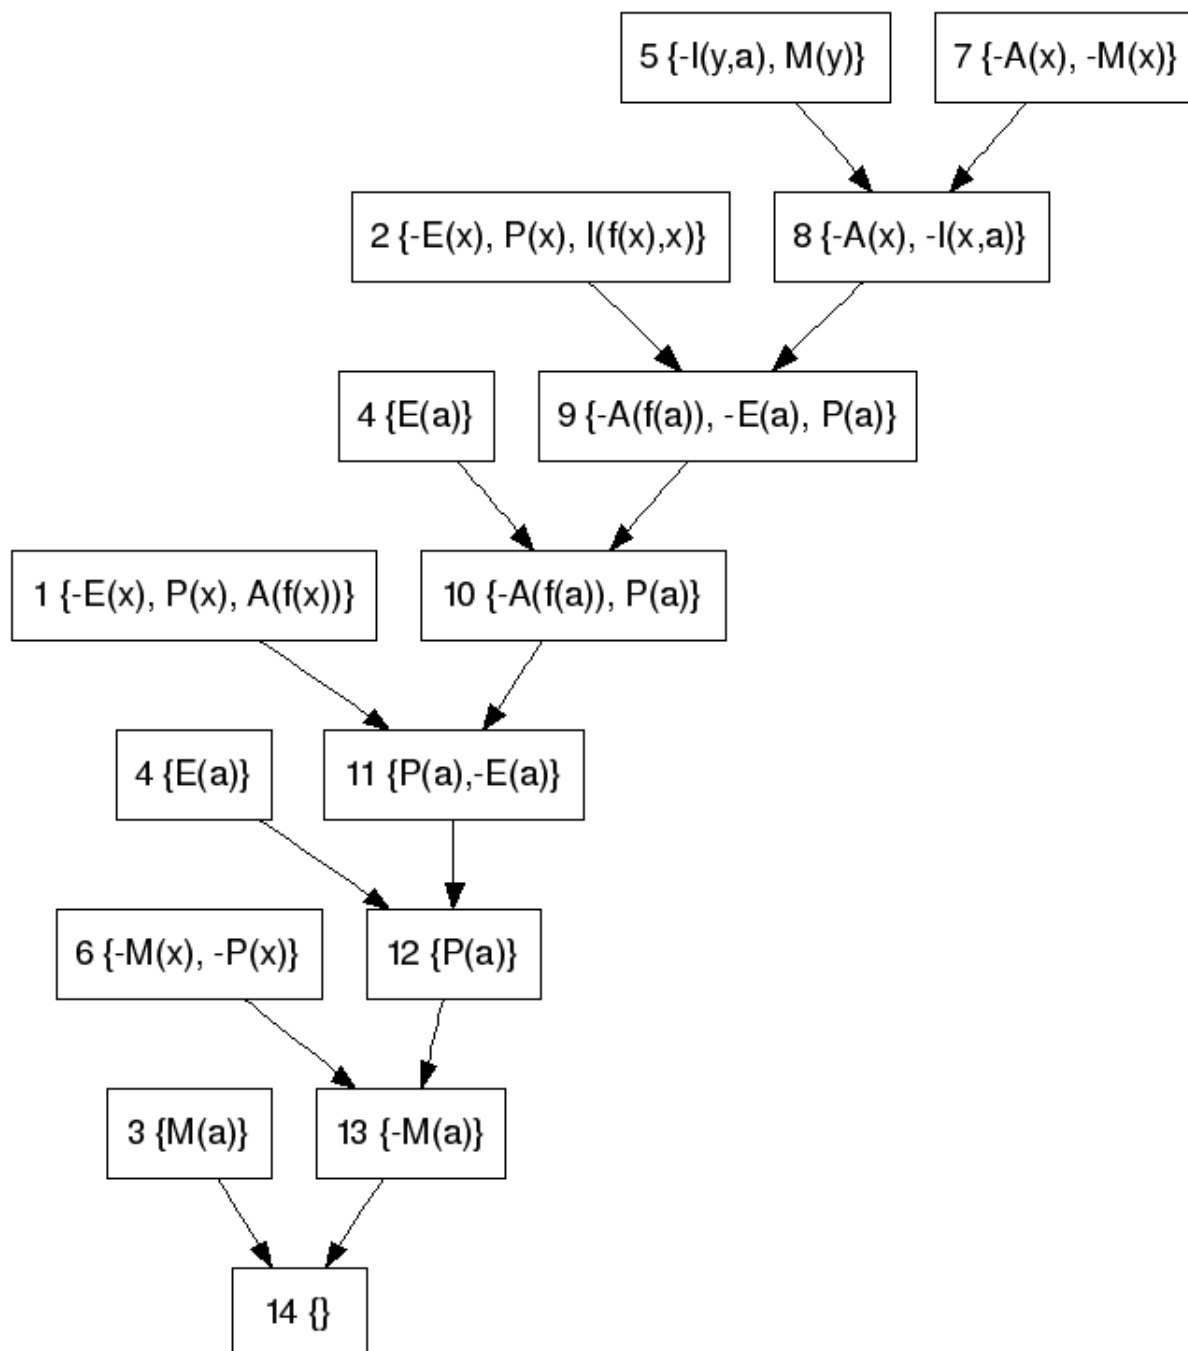 5 {-I(y,a), M(y)}
7 {-A(x), -M(x)}
2 {-E(x), P(x), I(f(x),x)}
8 {-A(x), -I(x,a)}
4 {E(a)}
9 {-A(f(a)), -E(a), P(a)}
1 {-E(x), P(x), A(f(x))}
10 {-A(f(a)), P(a)}
4 {E(a)}
11 {P(a),-E(a)}
6 {-M(x), -P(x)}
12 {P(a)}
3 {M(a)}
13 {-M(a)}
14 {}